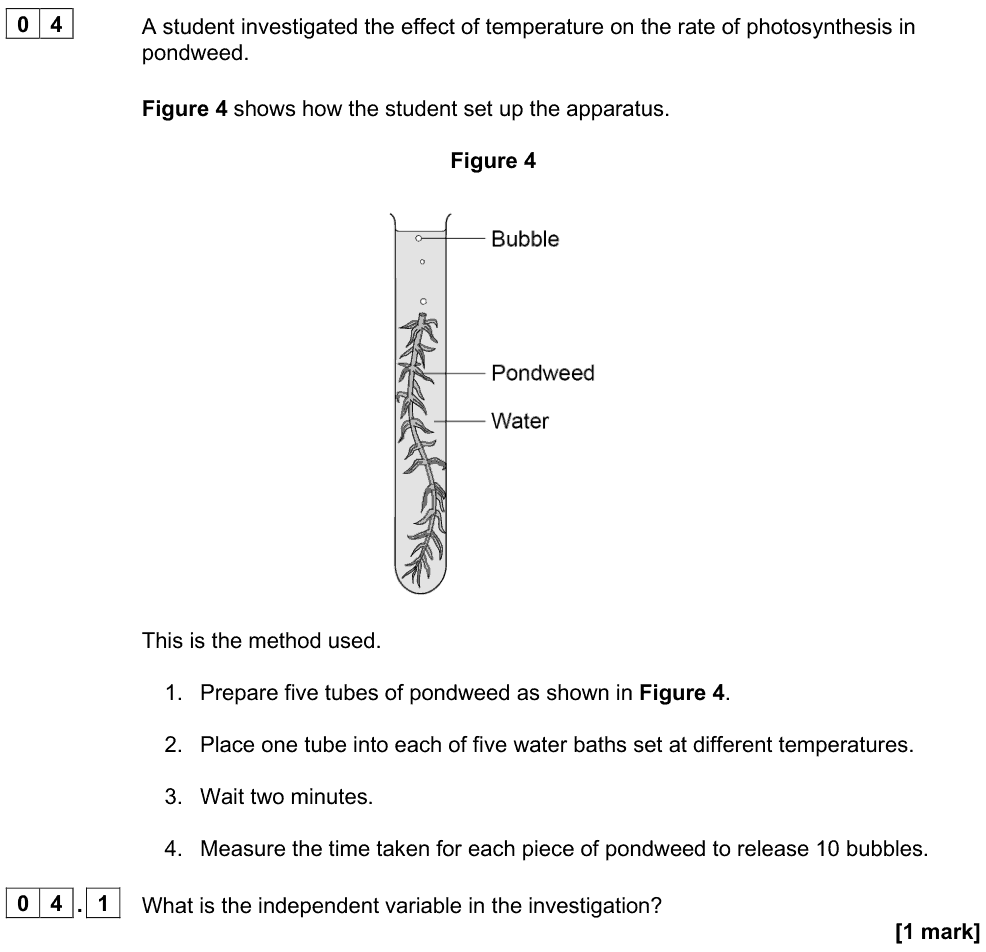 0 4 A student investigated the effect of temperature on the rate of photosynthesis in
pondweed.
Figure 4 shows how the student set up the apparatus.
Figure 4
Bubble
Pondweed
Water
This is the method used.
1. Prepare five tubes of pondweed as shown in Figure 4.
2. Place one tube into each of five water baths set at different temperatures.
3. Wait two minutes.
4. Measure the time taken for each piece of pondweed to release 10 bubbles.
0 4 . 1 What is the independent variable in the investigation?
[1 mark]